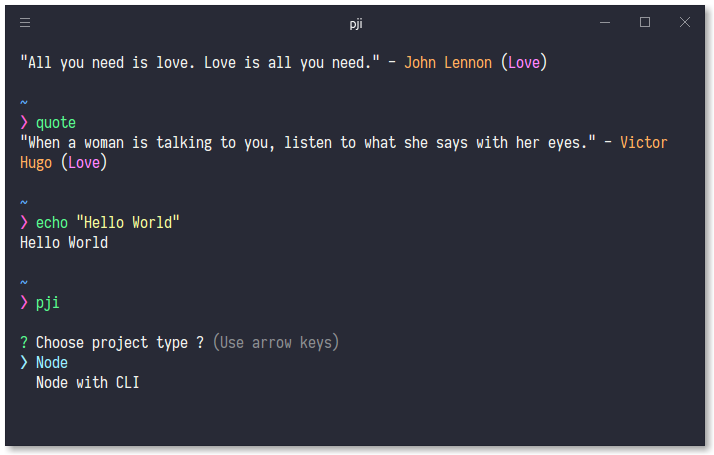 pji
"All you need is love. Love is all you need." - John Lennon (Love)
~
❯ quote
"When a woman is talking to you, listen to what she says with her eyes." - Victor
Hugo (Love)
~
❯ echo "Hello World"
Hello World
~
❯ pji
? Choose project type ? (Use arrow keys)
❯ Node
Node with CLI